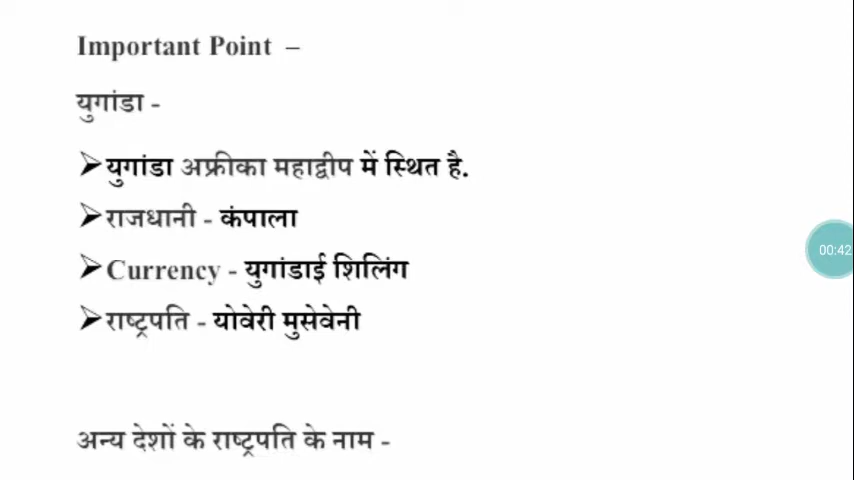 Important Point –
युगांडा -
➢युगांडा अफ्रीका महाद्वीप में स्थित है.
➢राजधानी - कंपाला
➢Currency - युगांडाई शिलिंग
➢राष्ट्रपति - योवेरी मुसेवेनी
अन्य देशों के राष्ट्रपति के नाम -
00:42